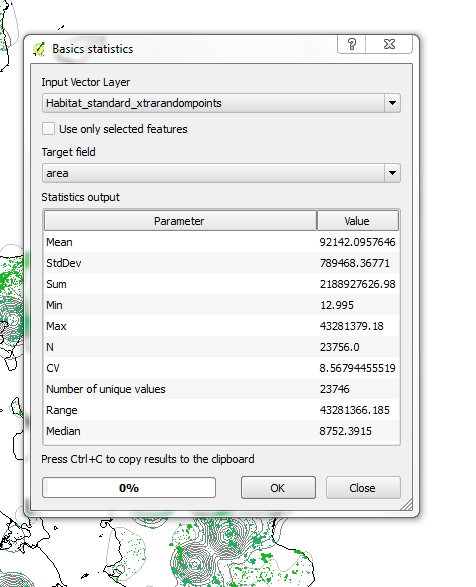 Basics statistics
Input Vector Layer
Habitat_standard_xtrarandompoints
Use only selected features
Target field
area
Statistics output
Parameter Value
Mean 92142.0957646
StdDev 789468.36771
Sum 2188927626.98
Min 12.995
Max 43281379.18
N 23756.0
CV 8.56794455519
Number of unique values 23746
Range 43281366.185
Median 8752.3915
Press Ctrl+C to copy results to the clipboard
0% OK Close